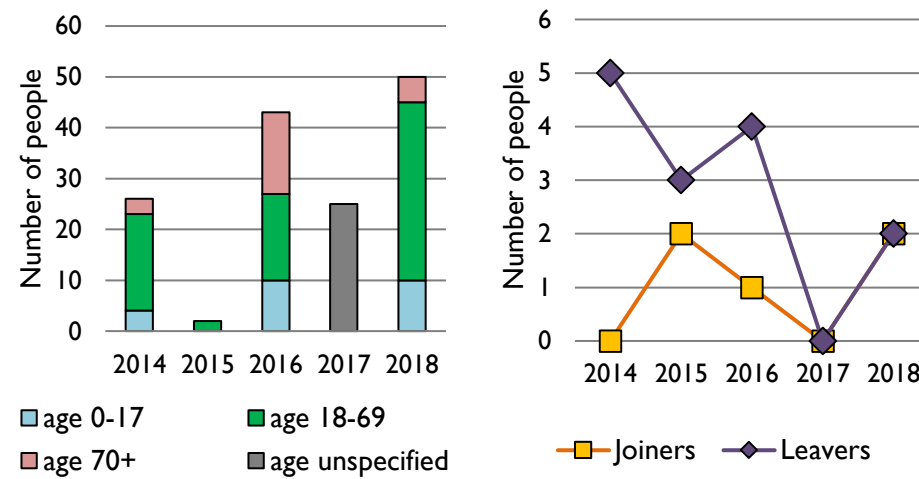 Number of people
60
50
40
30
20
10
0
2014 2015 2016 2017 2018
age 0-17 age 18-69
age 70+ age unspecified
Number of people
6
5
4
3
2
1
0
2014 2015 2016 2017 2018
Joiners Leavers